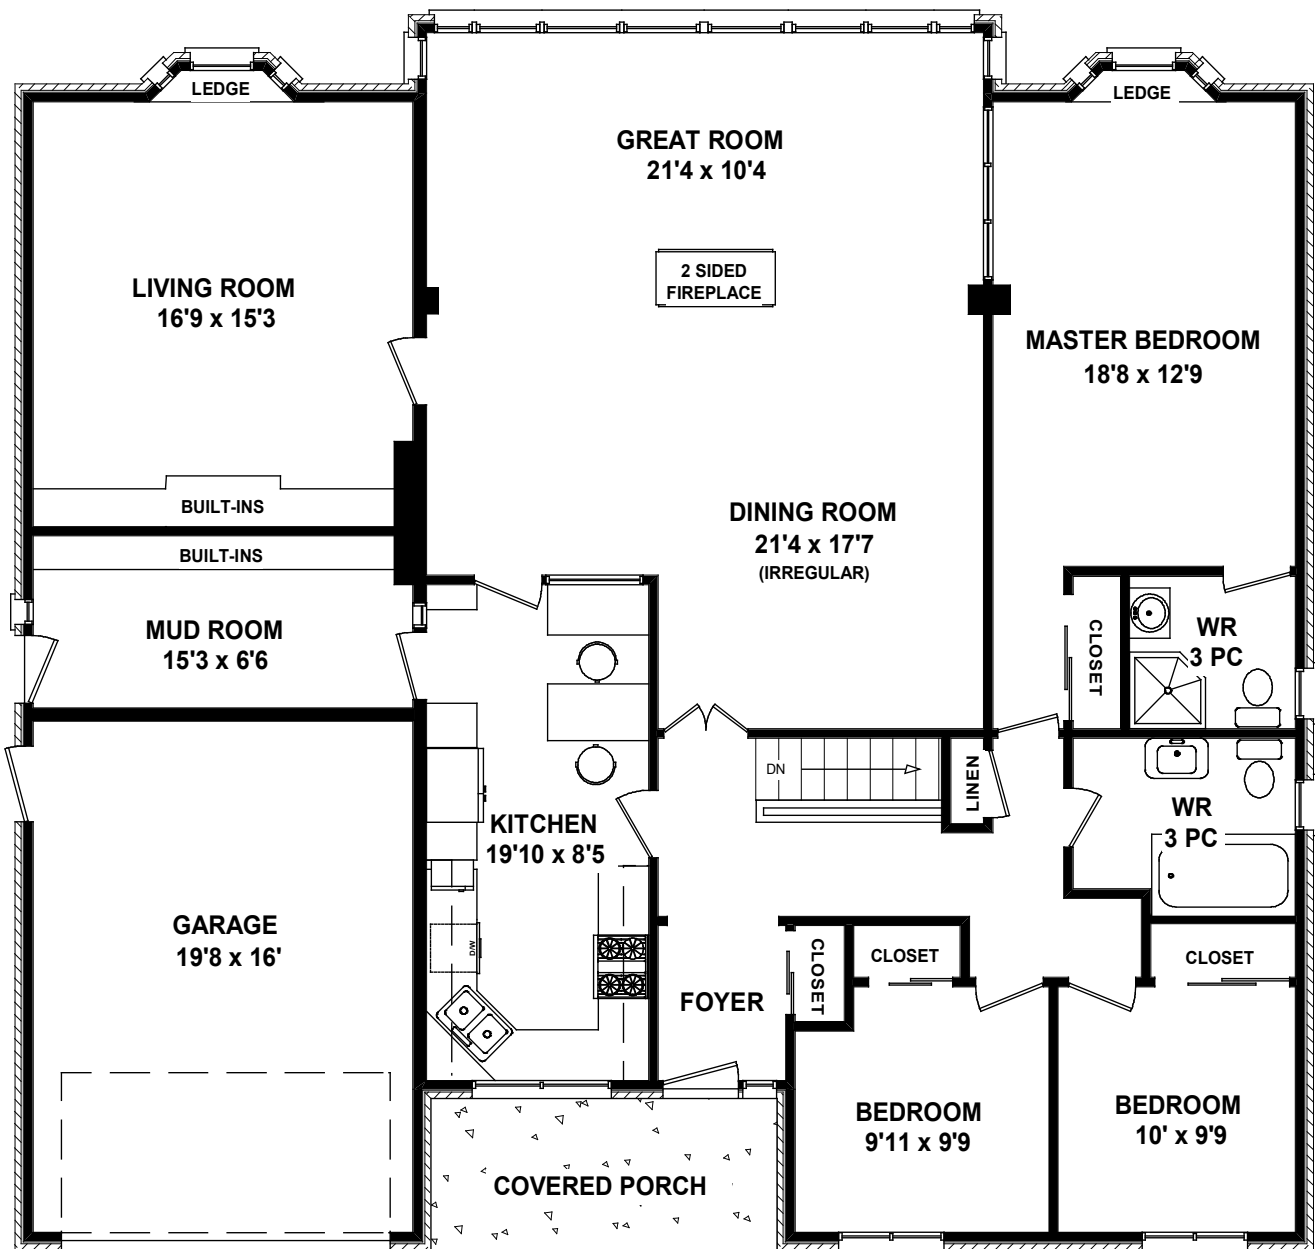 LEDGE
LEDGE
GREAT ROOM
21'4 x 10'4
2 SIDED
FIREPLACE
LIVING ROOM
16'9 x 15'3
MASTER BEDROOM
18'8 x 12'9
BUILT-INS
BUILT-INS
DINING ROOM
21'4 x 17'7
(IRREGULAR)
MUD ROOM
15'3 x 6'6
CLOSET
WR
3 PC
DN
LINEN
KITCHEN
19'10 x 8'5
WR
3 PC
GARAGE
19'8 x 16'
D/W
FOYER
CLOSET
CLOSET
CLOSET
BEDROOM
9'11 x 9'9
BEDROOM
10' x 9'9
COVERED PORCH